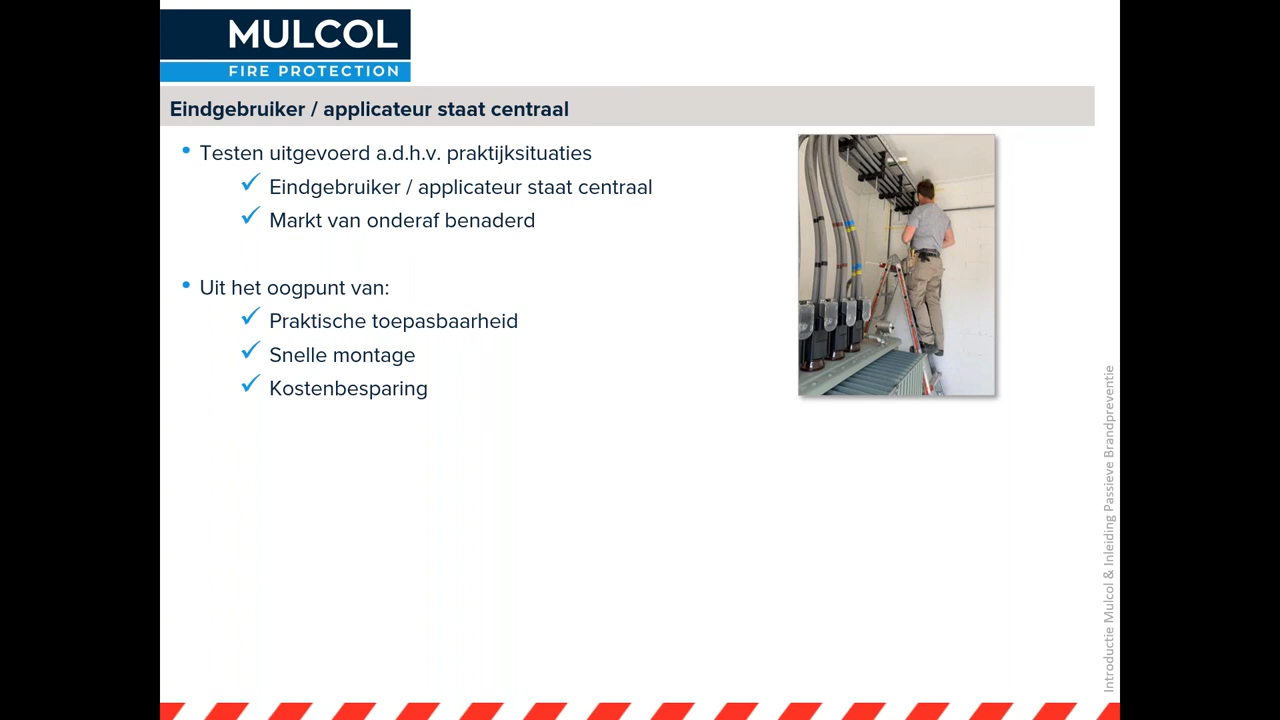 MULCOL
FIRE PROTECTION
Eindgebruiker / applicateur staat centraal
• Testen uitgevoerd a.d.h.v. praktijksituaties
✓ Eindgebruiker / applicateur staat centraal
✓ Markt van onderaf benaderd
• Uit het oogpunt van:
✓ Praktische toepasbaarheid
✓ Snelle montage
✓ Kostenbesparing
Introductie Mulcol & Inleiding Passieve Brandpreventie